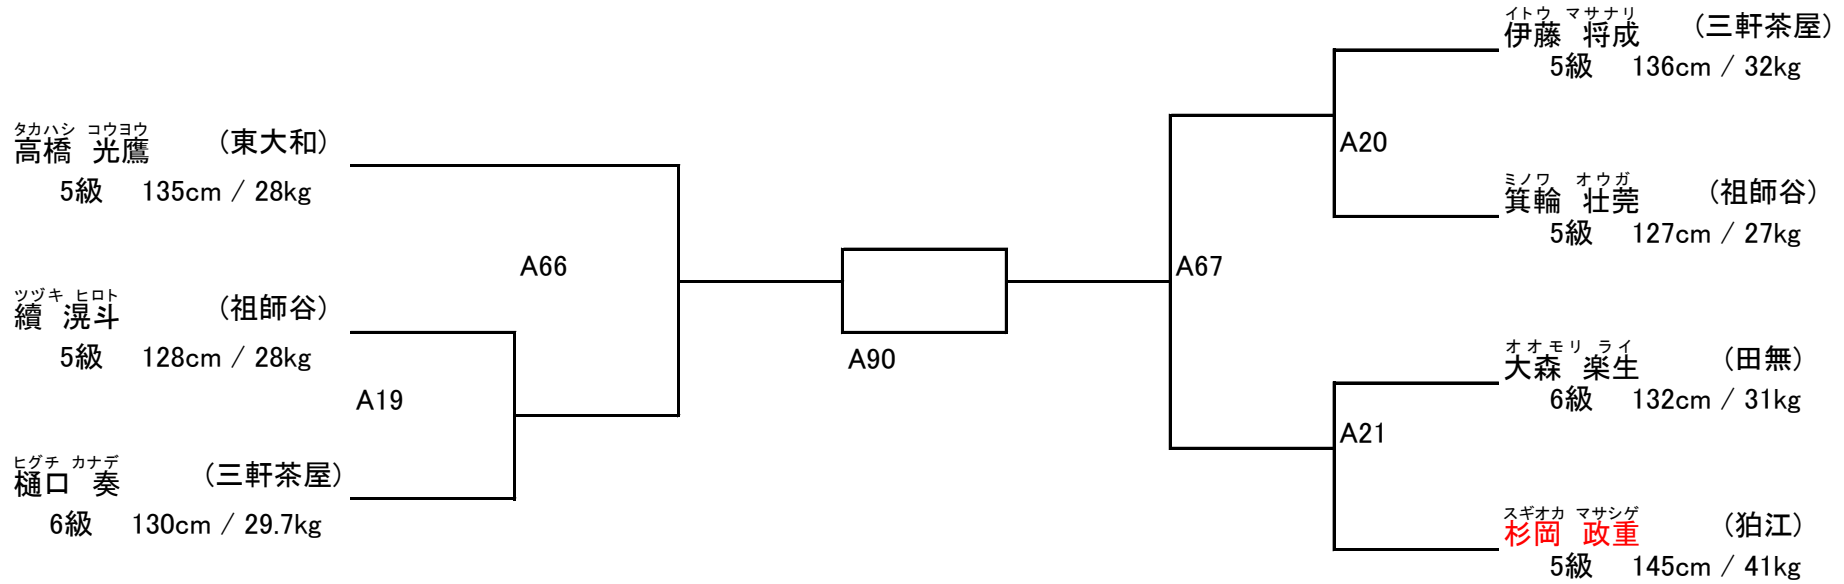 タカハシ コウヨウ
高橋 光鷹 (東大和)
5級 135cm / 28kg
A66
ツヅキ ヒロト
續 滉斗 (祖師谷)
5級 128cm / 28kg
A19
ヒグチ カナデ
樋口 奏 (三軒茶屋)
6級 130cm / 29.7kg
A90
イトウ マサナリ
伊藤 将成 (三軒茶屋)
5級 136cm / 32kg
A20
ミノワ オウガ
箕輪 壮莞 (祖師谷)
5級 127cm / 27kg
A67
オオモリ ライ
大森 楽生 (田無)
6級 132cm / 31kg
A21
スギオカ マサシゲ
杉岡 政重 (狛江)
5級 145cm / 41kg